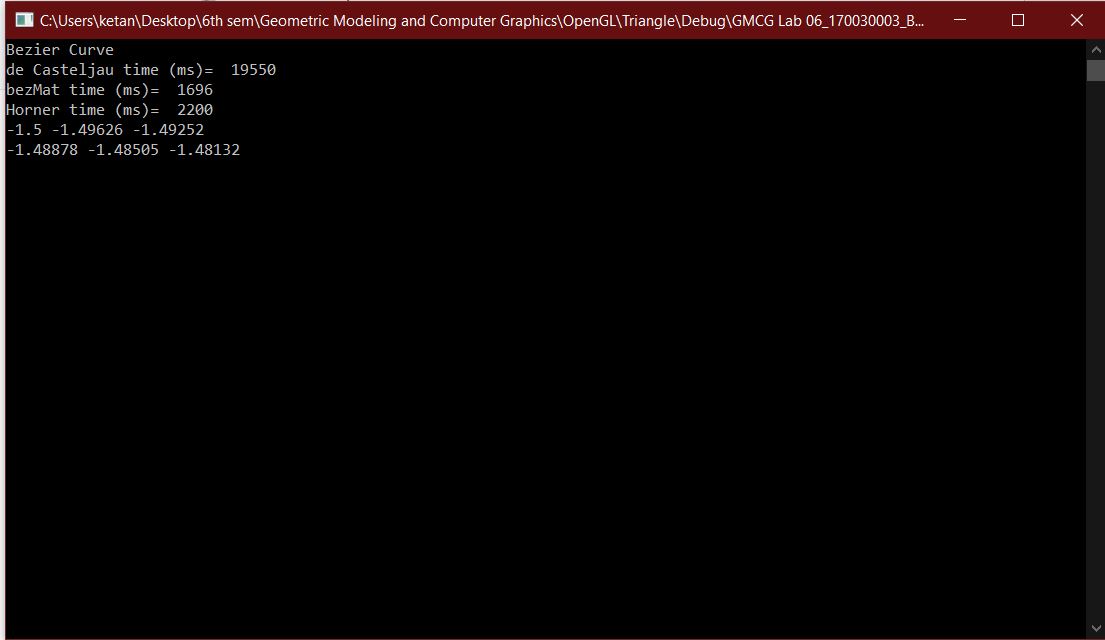 C:\Users\ketan\Desktop\6th sem\Geometric Modeling and Computer Graphics\OpenGL\Triangle\Debug\GMCG Lab 06_170030003_B...
Bezier Curve
de Casteljau time (ms)=  19550
bezMat time (ms)=  1696
Horner time (ms)=  2200
-1.5 -1.49626 -1.49252
-1.48878 -1.48505 -1.48132